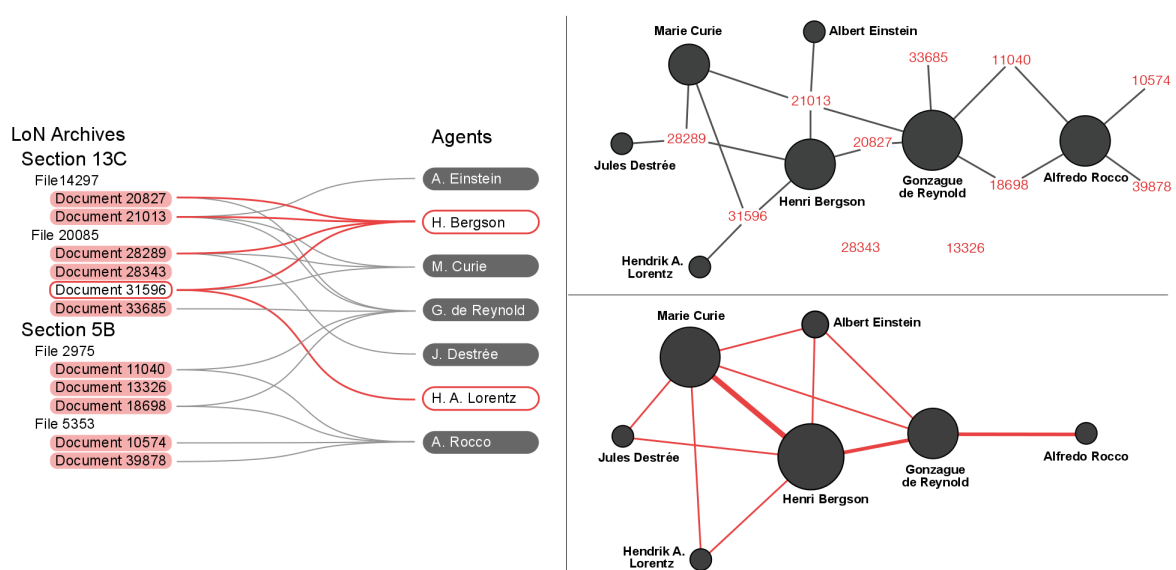 LoN Archives
Section 13C
File14297
Document 20827
Document 21013
File 20085
Document 28289
Document 28343
Document 31596
Document 33685
Section 5B
File 2975
Document 11040
Document 13326
Document 18698
File 5353
Document 10574
Document 39878
Agents
A. Einstein
H. Bergson
M. Curie
G. de Reynold
J. Destrée
H. A. Lorentz
A. Rocco
Marie Curie
Albert Einstein
33685
11040
10574
21013
28289
20827
Jules Destrée
Henri Bergson
Gonzague
de Reynold
18698
Alfredo Rocco
39878
31596
28343
13326
Hendrik A.
Lorentz
Marie Curie
Albert Einstein
Jules Destrée
Henri Bergson
Gonzague
de Reynold
Alfredo Rocco
Hendrik A.
Lorentz